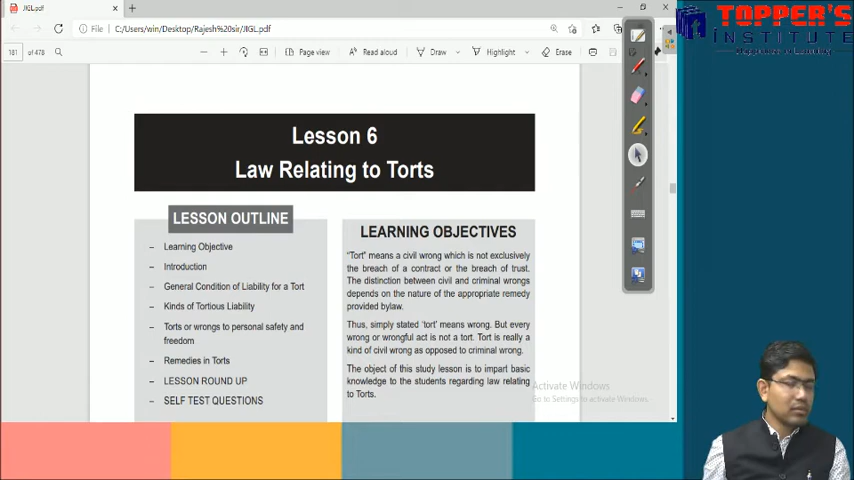 JIGL.pdf
File
C:/Users/win/Desktop/Rajesh%20sir/JIGL.pdf
181 of 478
Page view
Read aloud
Draw
Highlight
Erase
TOPPER'S
INSTITUTE
Lesson 6
Law Relating to Torts
LESSON OUTLINE
– Learning Objective
– Introduction
– General Condition of Liability for a Tort
– Kinds of Tortious Liability
– Torts or wrongs to personal safety and
freedom
– Remedies in Torts
– LESSON ROUND UP
– SELF TEST QUESTIONS
LEARNING OBJECTIVES
"Tort" means a civil wrong which is not exclusively
the breach of a contract or the breach of trust.
The distinction between civil and criminal wrongs
depends on the nature of the appropriate remedy
provided bylaw.
Thus, simply stated 'tort' means wrong. But every
wrong or wrongful act is not a tort. Tort is really a
kind of civil wrong as opposed to criminal wrong.
The object of this study lesson is to impart basic
knowledge to the students regarding law relating
to Torts.
Activate Windows
Go to Settings to activate Windows.